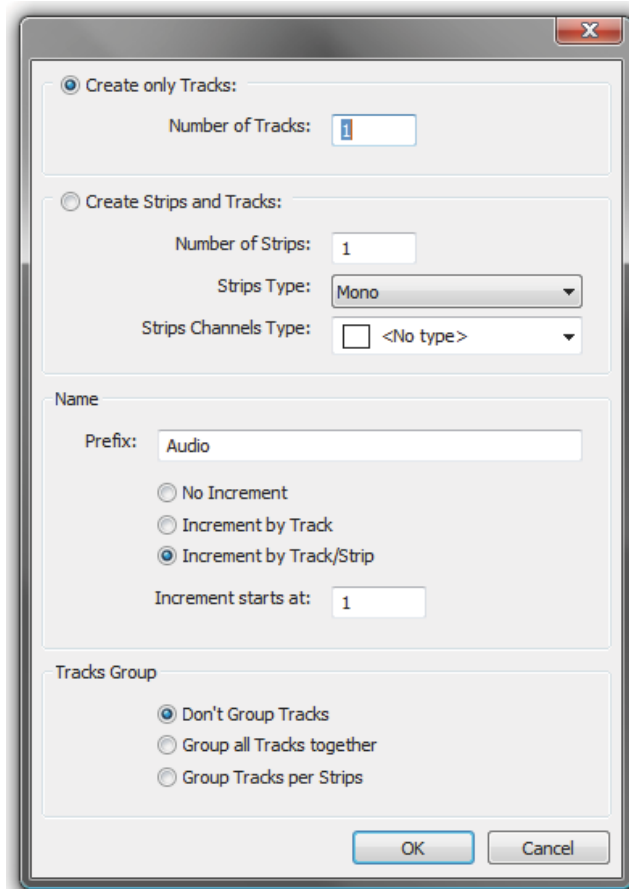 Create only Tracks:
Number of Tracks: 1
Create Strips and Tracks:
Number of Strips: 1
Strips Type: Mono
Strips Channels Type: <No type>
Name
Prefix: Audio
No Increment
Increment by Track
Increment by Track/Strip
Increment starts at: 1
Tracks Group
Don't Group Tracks
Group all Tracks together
Group Tracks per Strips
OK Cancel